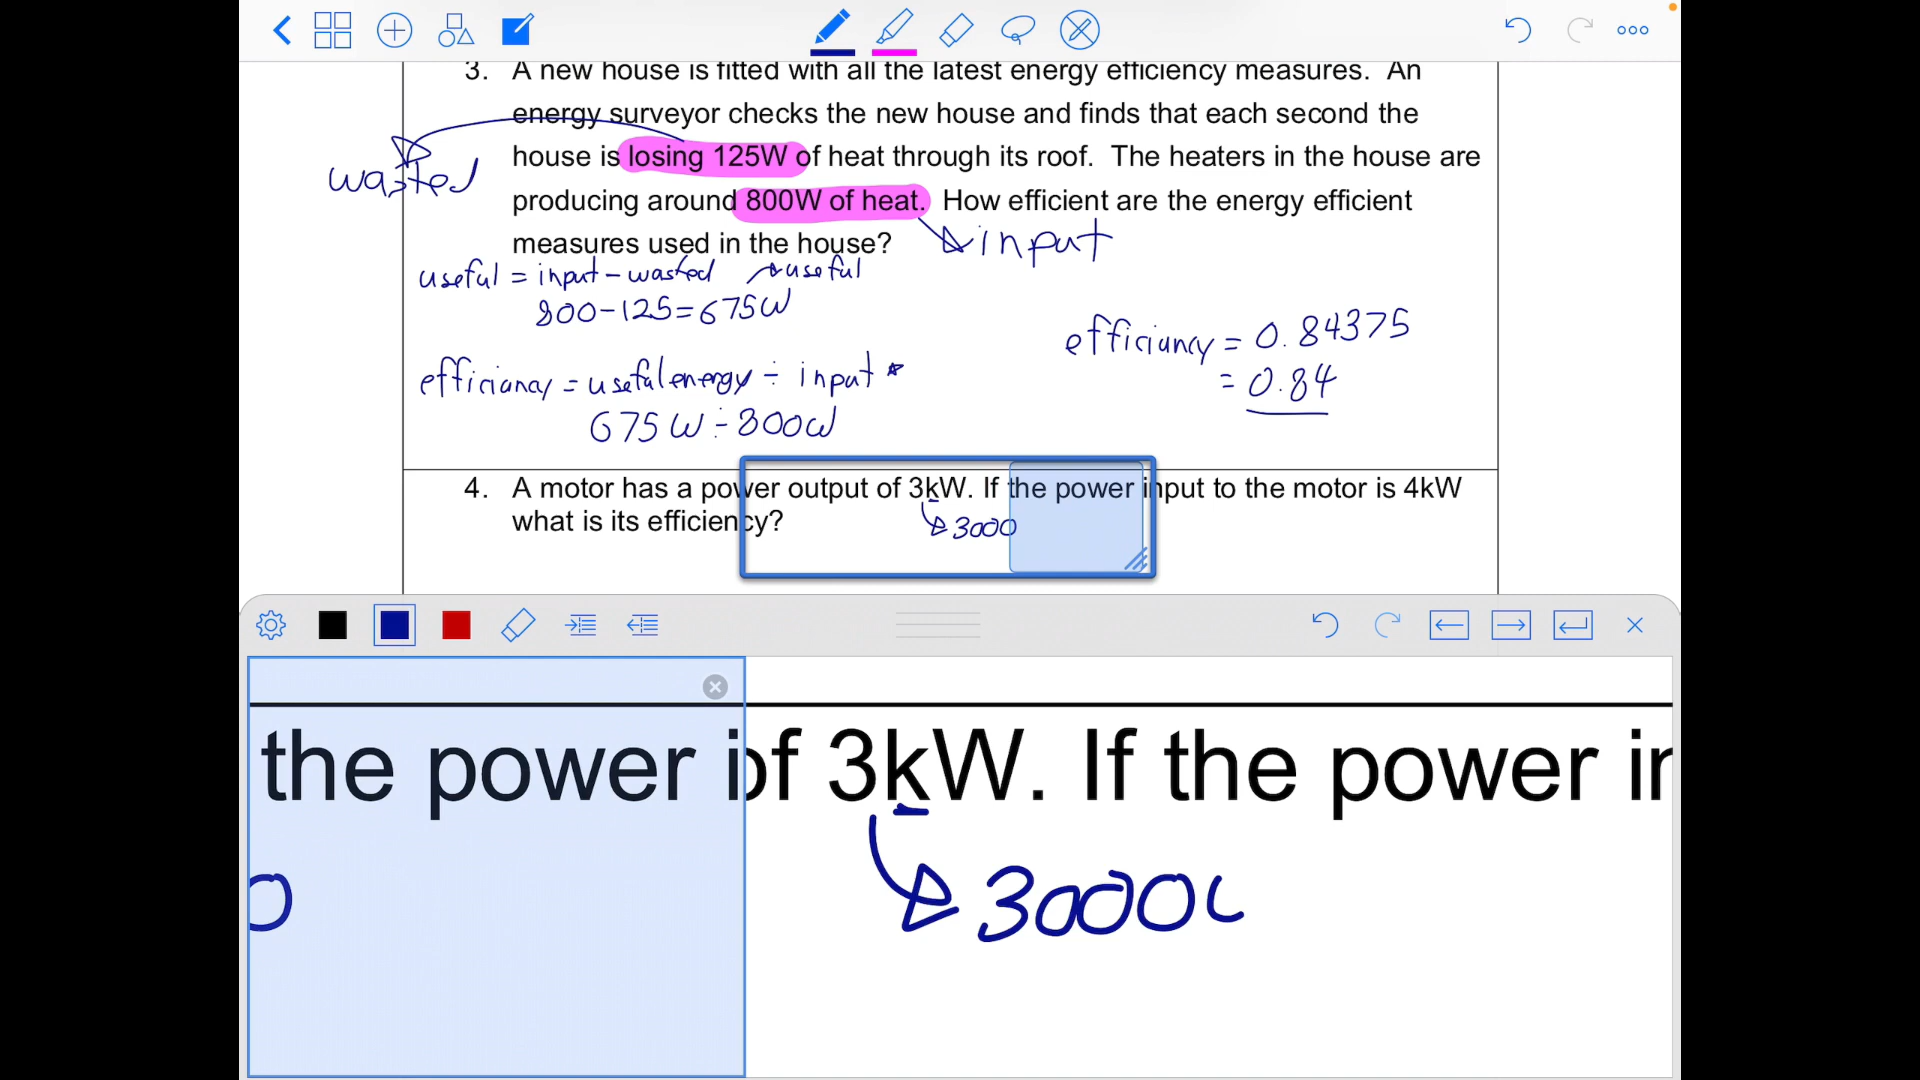 3. A new house is fitted with all the latest energy efficiency measures. An
energy surveyor checks the new house and finds that each second the
house is losing 125W of heat through its roof. The heaters in the house are
wasted
producing around 800W of heat. How efficient are the energy efficient
measures used in the house?
input
useful = input - wasted
useful
800-125=675W
efficiancy = 0.84375
= 0.84
efficiancy = useful energy ÷ input
675W ÷ 800W
4. A motor has a power output of 3kW. If the power input to the motor is 4kW
what is its efficiency?
3000
the power i
of 3kW. If the power in
0
3000